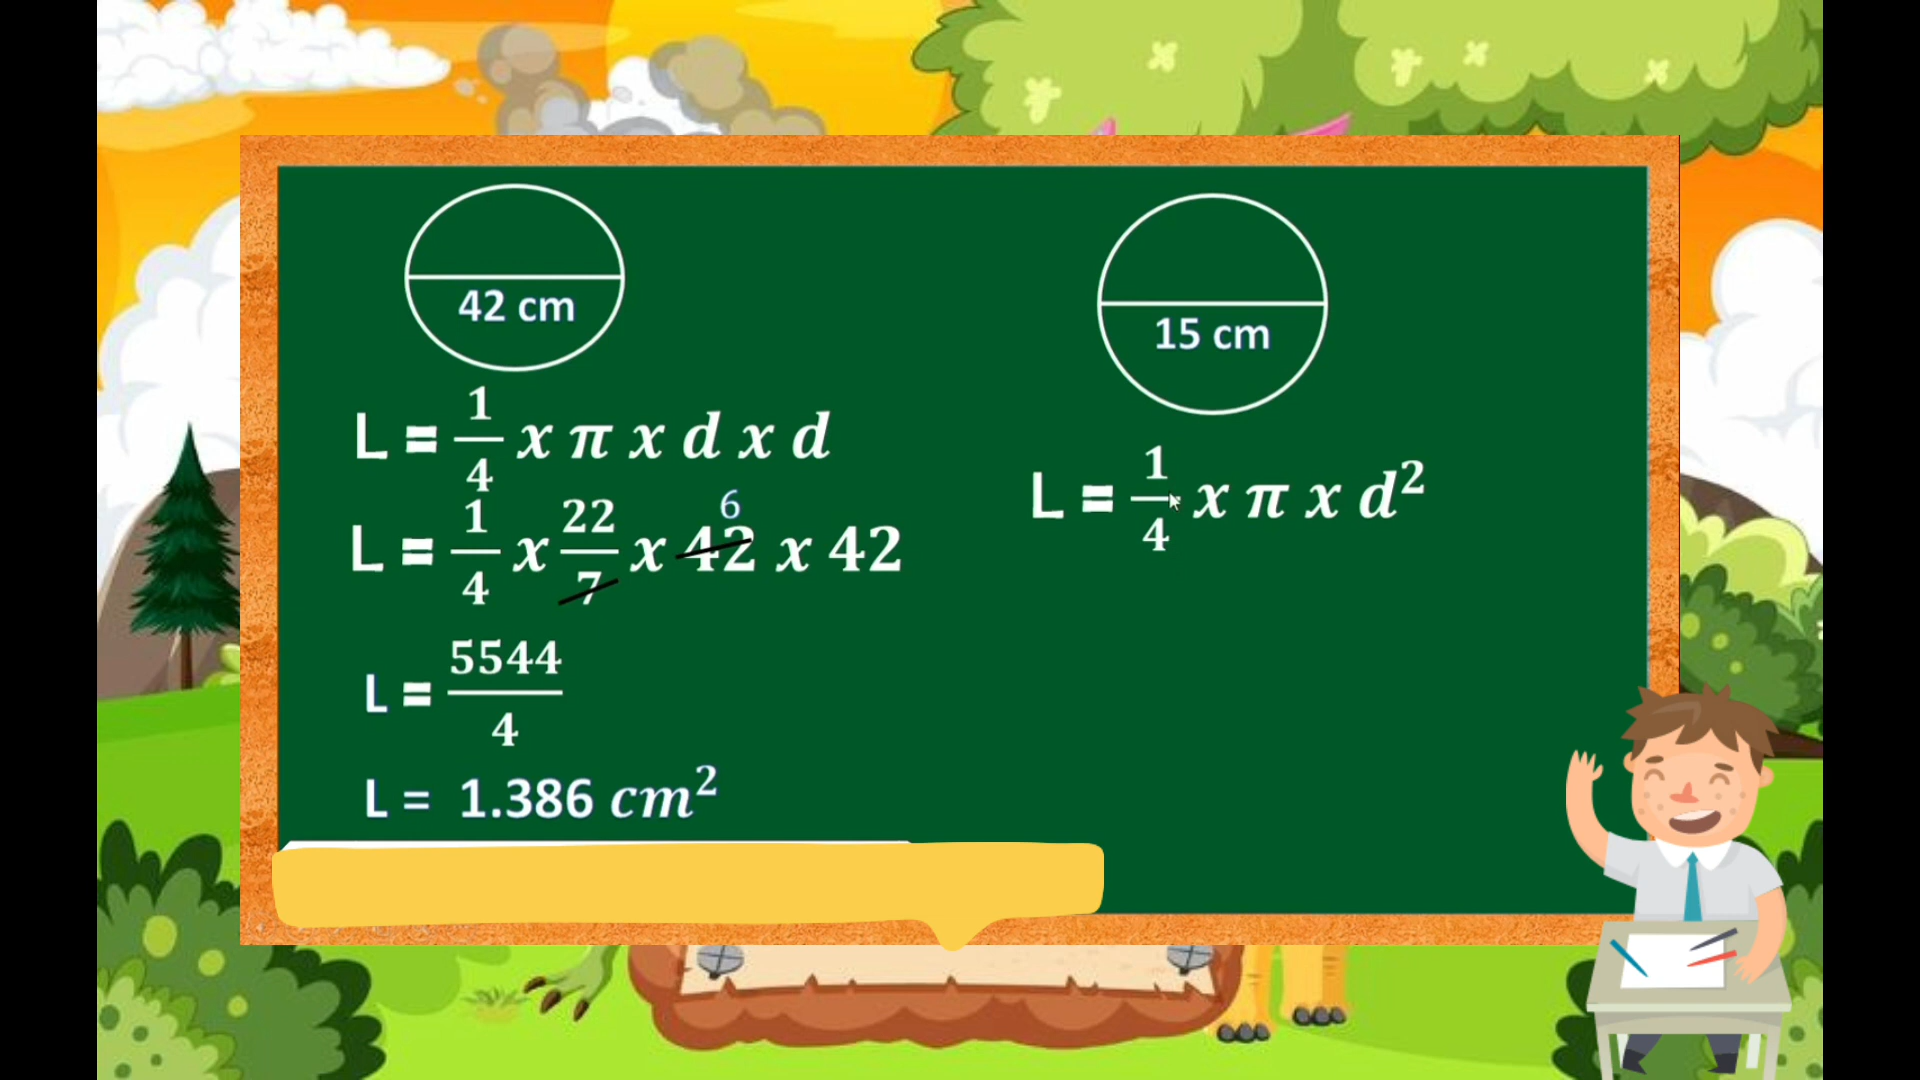 42 cm
L = 1/4 x π x d x d
6
L = 1/4 x 22/7 x 42 x 42
L = 5544/4
L = 1.386 cm²
15 cm
L = 1/4 x π x d²